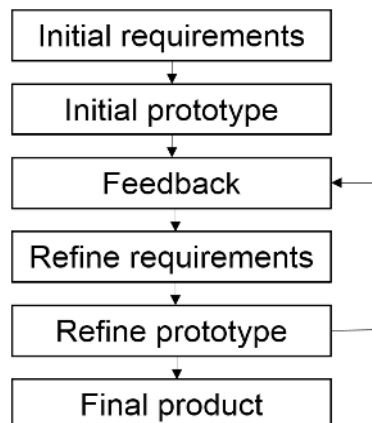 Initial requirements
Initial prototype
Feedback
Refine requirements
Refine prototype
Final product